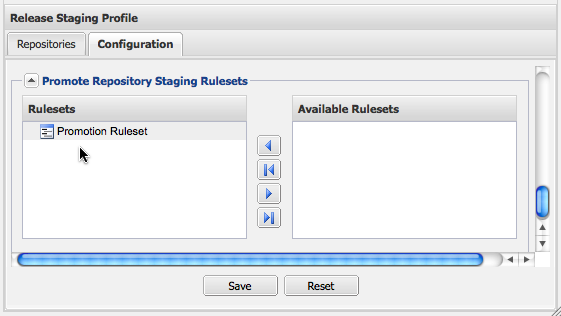 Release Staging Profile
Repositories Configuration
Promote Repository Staging Rulesets
Rulesets Available Rulesets
Promotion Ruleset
Save Reset